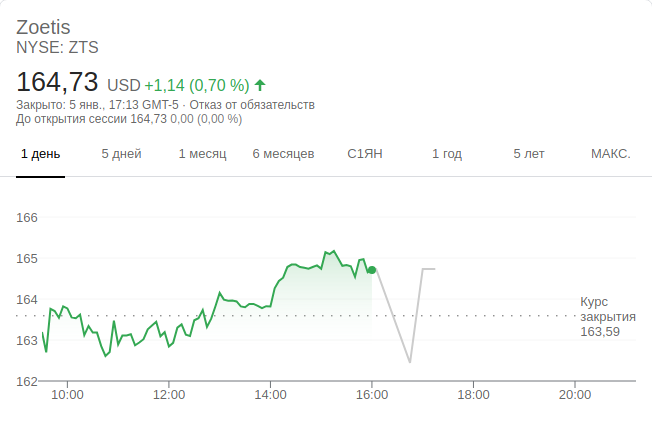 Zoetis
NYSE: ZTS
164,73 USD +1,14 (0,70 %)
Закрыто: 5 янв., 17:13 GMT-5 · Отказ от обязательств
До открытия сессии 164,73 0,00 (0,00 %)
1 день 5 дней 1 месяц 6 месяцев С1ЯН 1 год 5 лет МАКС.
166
165
164
Курс
закрытия
163,59
163
162
10:00 12:00 14:00 16:00 18:00 20:00